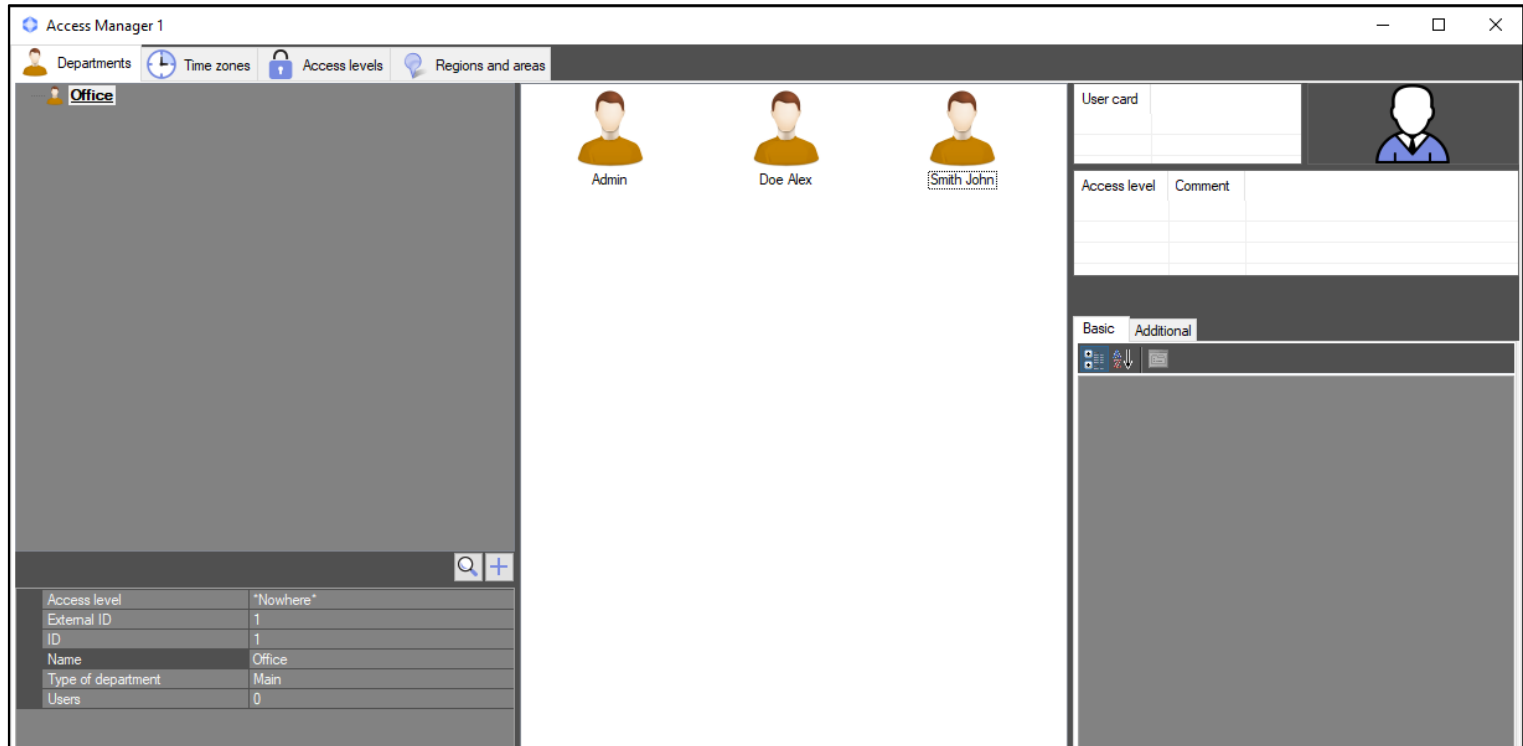 Access Manager 1
Departments Time zones Access levels Regions and areas
Office
Admin Doe Alex Smith John
User card
Access level Comment
Basic Additional
Access level *Nowhere*
External ID 1
ID 1
Name Office
Type of department Main
Users 0